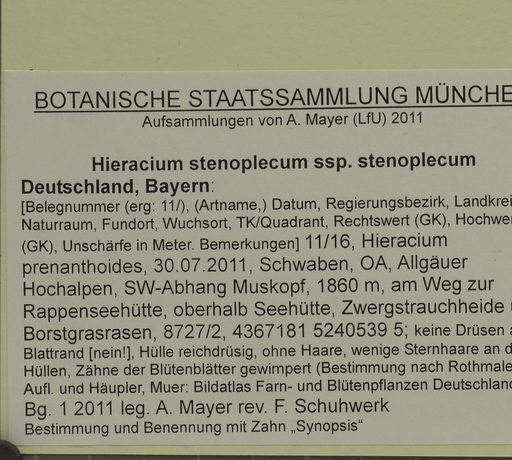 BOTANISCHE STAATSSAMMLUNG MÜNCHE
Aufsammlungen von A. Mayer (LfU) 2011
Hieracium stenoplecum ssp. stenoplecum
Deutschland, Bayern:
[Belegnummer (erg: 11/), (Artname,) Datum, Regierungsbezirk, Landkrei
Naturraum, Fundort, Wuchsort, TK/Quadrant, Rechtswert (GK), Hochwer
(GK), Unschärfe in Meter. Bemerkungen] 11/16, Hieracium
prenanthoides, 30.07.2011, Schwaben, OA, Allgäuer
Hochalpen, SW-Abhang Muskopf, 1860 m, am Weg zur
Rappenseehütte, oberhalb Seehütte, Zwergstrauchheide
Borstgrasrasen, 8727/2, 4367181 5240539 5; keine Drüsen a
Blattrand [nein!], Hülle reichdrüsig, ohne Haare, wenige Sternhaare an d
Hüllen, Zähne der Blütenblätter gewimpert (Bestimmung nach Rothmale
Aufl. und Häupler, Muer: Bildatlas Farn- und Blütenpflanzen Deutschland
Bg. 1 2011 leg. A. Mayer rev. F. Schuhwerk
Bestimmung und Benennung mit Zahn „Synopsis“